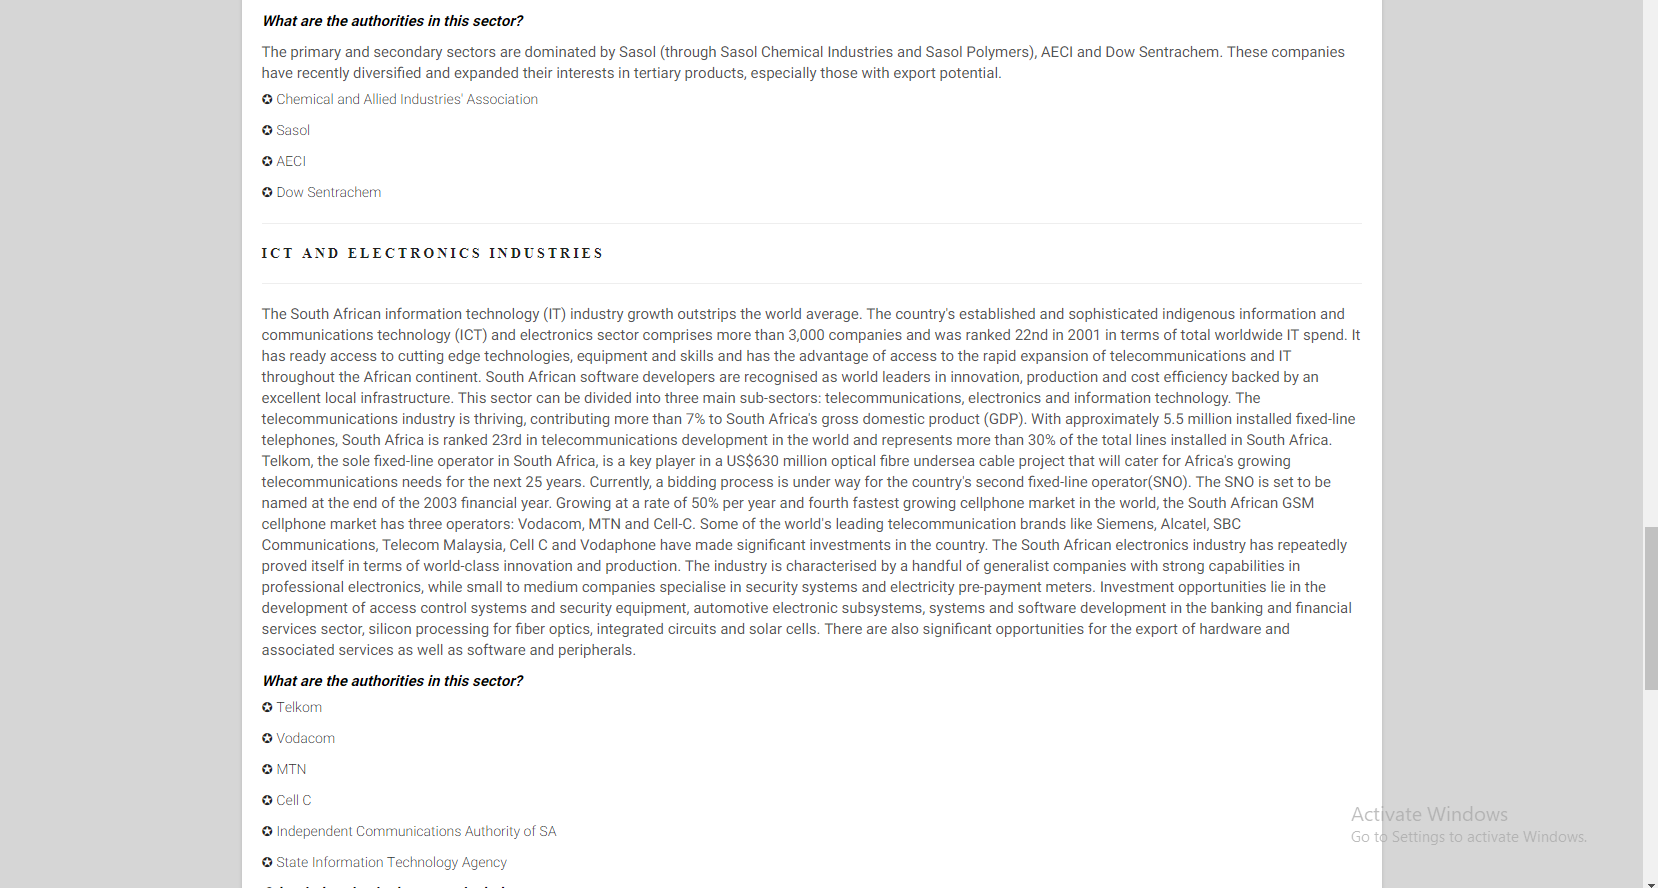 What are the authorities in this sector?
The primary and secondary sectors are dominated by Sasol (through Sasol Chemical Industries and Sasol Polymers), AECI and Dow Sentrachem. These companies
have recently diversified and expanded their interests in tertiary products, especially those with export potential.
✪ Chemical and Allied Industries' Association
✪ Sasol
✪ AECI
✪ Dow Sentrachem
ICT AND ELECTRONICS INDUSTRIES
The South African information technology (IT) industry growth outstrips the world average. The country's established and sophisticated indigenous information and
communications technology (ICT) and electronics sector comprises more than 3,000 companies and was ranked 22nd in 2001 in terms of total worldwide IT spend. It
has ready access to cutting edge technologies, equipment and skills and has the advantage of access to the rapid expansion of telecommunications and IT
throughout the African continent. South African software developers are recognised as world leaders in innovation, production and cost efficiency backed by an
excellent local infrastructure. This sector can be divided into three main sub-sectors: telecommunications, electronics and information technology. The
telecommunications industry is thriving, contributing more than 7% to South Africa's gross domestic product (GDP). With approximately 5.5 million installed fixed-line
telephones, South Africa is ranked 23rd in telecommunications development in the world and represents more than 30% of the total lines installed in South Africa.
Telkom, the sole fixed-line operator in South Africa, is a key player in a US$630 million optical fibre undersea cable project that will cater for Africa's growing
telecommunications needs for the next 25 years. Currently, a bidding process is under way for the country's second fixed-line operator(SNO). The SNO is set to be
named at the end of the 2003 financial year. Growing at a rate of 50% per year and fourth fastest growing cellphone market in the world, the South African GSM
cellphone market has three operators: Vodacom, MTN and Cell-C. Some of the world's leading telecommunication brands like Siemens, Alcatel, SBC
Communications, Telecom Malaysia, Cell C and Vodaphone have made significant investments in the country. The South African electronics industry has repeatedly
proved itself in terms of world-class innovation and production. The industry is characterised by a handful of generalist companies with strong capabilities in
professional electronics, while small to medium companies specialise in security systems and electricity pre-payment meters. Investment opportunities lie in the
development of access control systems and security equipment, automotive electronic subsystems, systems and software development in the banking and financial
services sector, silicon processing for fiber optics, integrated circuits and solar cells. There are also significant opportunities for the export of hardware and
associated services as well as software and peripherals.
What are the authorities in this sector?
✪ Telkom
✪ Vodacom
✪ MTN
✪ Cell C
✪ Independent Communications Authority of SA
✪ State Information Technology Agency
Activate Windows
Go to Settings to activate Windows.